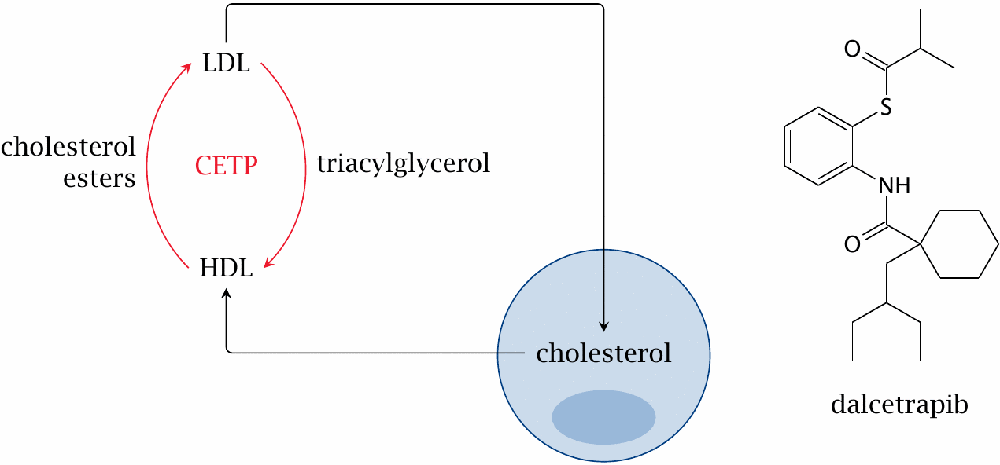 LDL
cholesterol
esters
CETP
triacylglycerol
HDL
cholesterol
O
S
NH
O
dalcetrapib